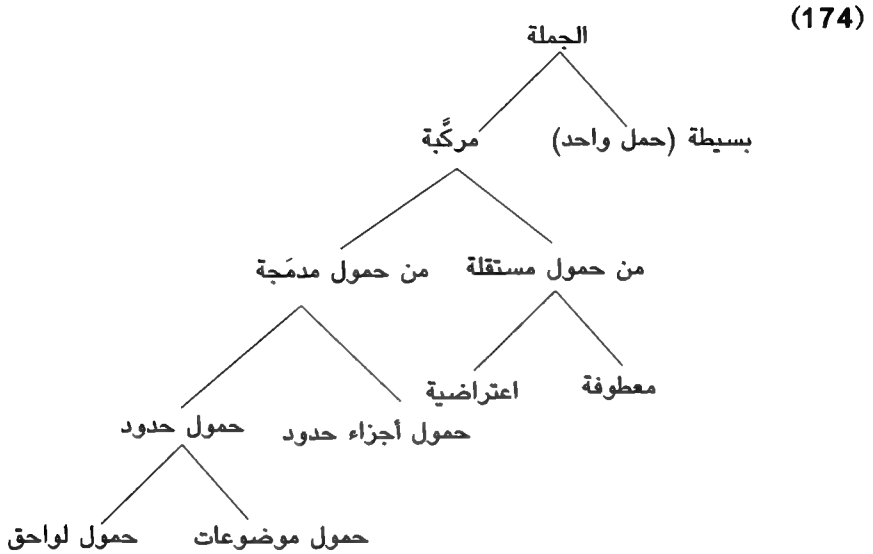 (174)
الجملة
بسيطة (حمل واحد) مركَّبة
من حمول مستقلة من حمول مدمَجة
معطوفة اعتراضية
حمول أجزاء حدود حمول حدود
حمول موضوعات حمول لواحق